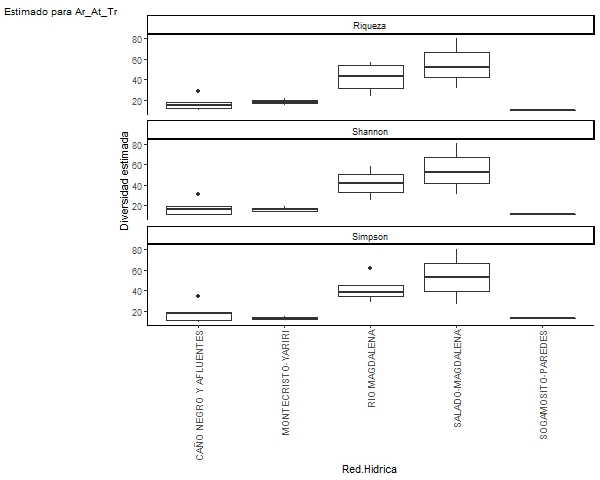 Estimado para Ar_At_Tr
Riqueza
80
60
40
20
Shannon
80
60
40
20
Simpson
80
60
40
20
Diversidad estimada
CAÑO NEGRO Y AFLUENTES
MONTECRISTO-YARIRI
RIO MAGDALENA
SALADO-MAGDALENA
SOGAMOSITO-PAREDES
Red.Hidrica